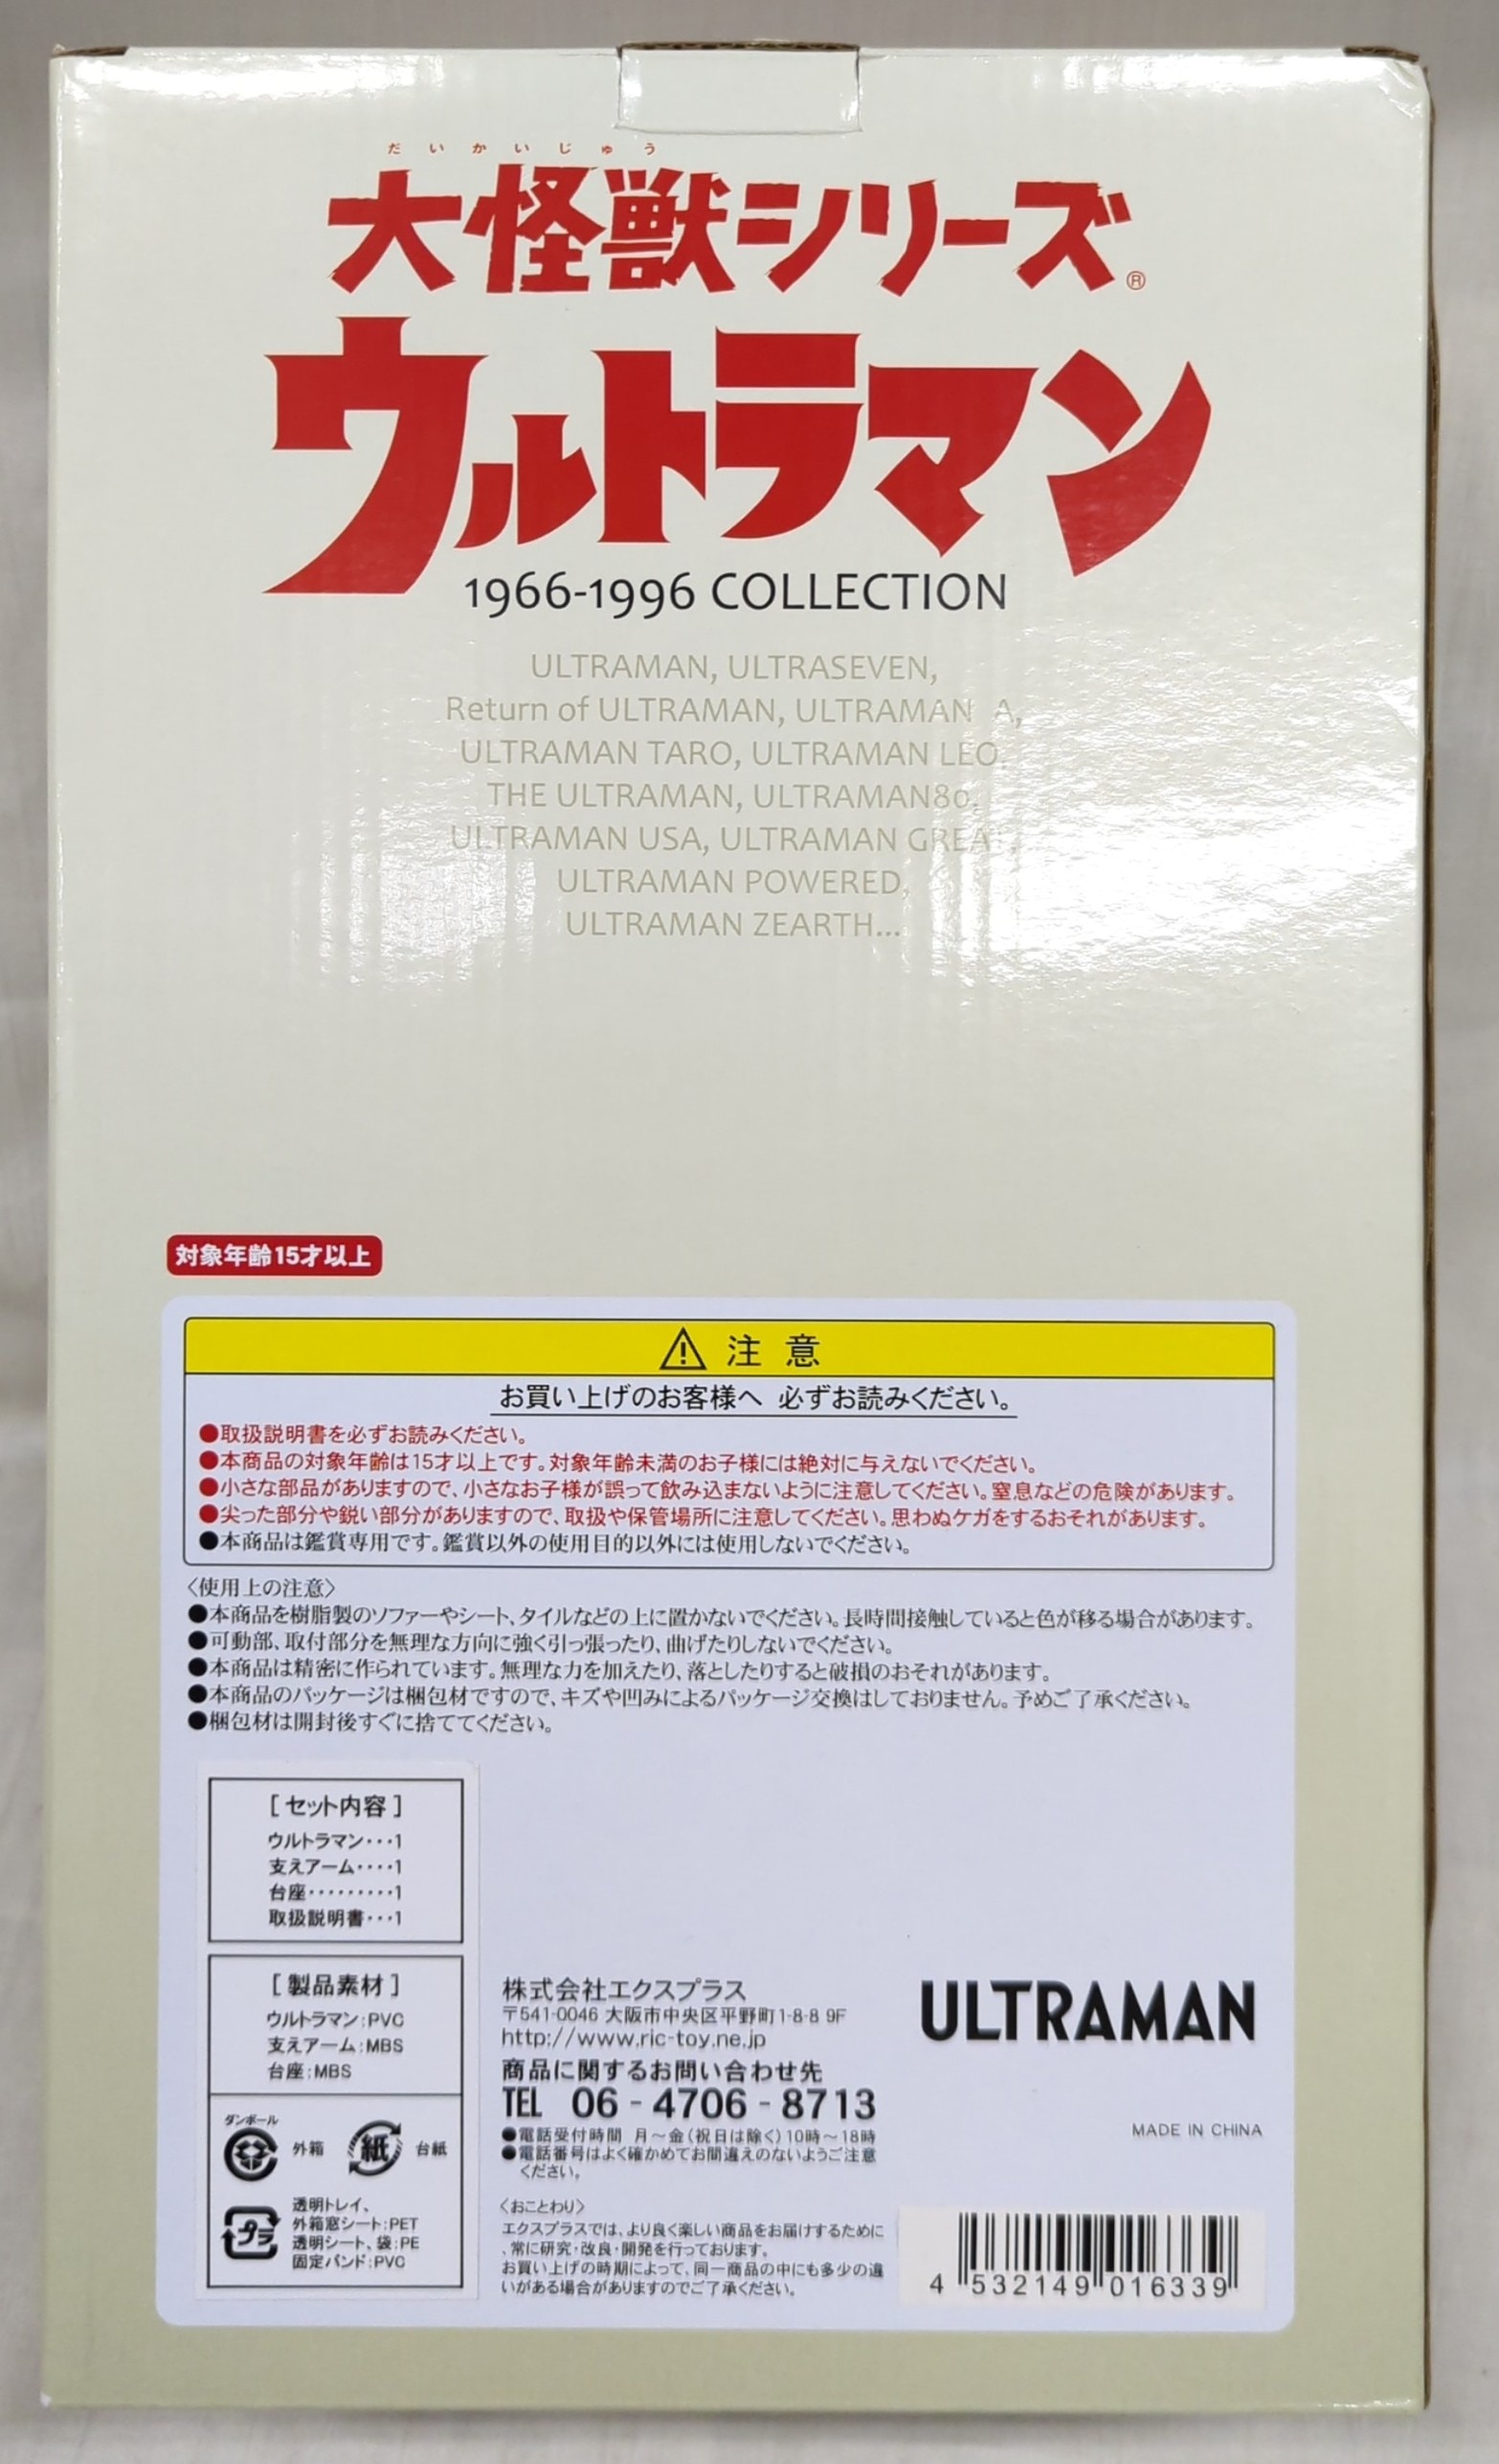 だいかいじゅう
大怪獣シリーズ®
ウルトラマン
1966-1996 COLLECTION
ULTRAMAN, ULTRASEVEN,
Return of ULTRAMAN, ULTRAMAN A,
ULTRAMAN TARO, ULTRAMAN LEO,
THE ULTRAMAN, ULTRAMAN80,
ULTRAMAN USA, ULTRAMAN
ULTRAMAN POWERED,
ULTRAMAN ZEARTH...
対象年齢15才以上
⚠ 注意
お買い上げのお客様へ 必ずお読みください。
●取扱説明書を必ずお読みください。
●本商品の対象年齢は15才以上です。対象年齢未満のお子様には絶対に与えないでください。
●小さな部品がありますので、小さなお子様が誤って飲み込まないように注意してください。窒息などの危険があります。
●尖った部分や鋭い部分がありますので、取扱や保管場所に注意してください。思わぬケガをするおそれがあります。
●本商品は鑑賞専用です。鑑賞以外の使用目的以外には使用しないでください。
〈使用上の注意〉
●本商品を樹脂製のソファーやシート、タイルなどの上に置かないでください。長時間接触していると色が移る場合があります。
●可動部、取付部分を無理な方向に強く引っ張ったり、曲げたりしないでください。
●本商品は精密に作られています。無理な力を加えたり、落としたりすると破損のおそれがあります。
●本商品のパッケージは梱包材ですので、キズや凹みによるパッケージ交換はしておりません。予めご了承ください。
●梱包材は開封後すぐに捨ててください。
[セット内容]
ウルトラマン・・・1
支えアーム・・・・1
台座・・・・・・・・・1
取扱説明書・・・1
[製品素材]
ウルトラマン:PVC
支えアーム:MBS
台座:MBS
ダンボール
外箱
紙
台紙
プラ
透明トレイ、
外箱窓シート:PET
透明シート、袋:PE
固定バンド:PVC
株式会社エクスプラス
〒541-0046 大阪市中央区平野町1-8-8 9F
http://www.ric-toy.ne.jp
商品に関するお問い合わせ先
TEL 06-4706-8713
●電話受付時間 月～金(祝日は除く)10時～18時
●電話番号はよく確かめてお間違えのないようご注意
ください。
〈おことわり〉
エクスプラスでは、より良く楽しい商品をお届けするために
、常に研究・改良・開発を行っております。
お買い上げの時期によって、同一商品の中にも多少の違
いがある場合がありますのでご了承ください。
ULTRAMAN
MADE IN CHINA
4 532149 016339